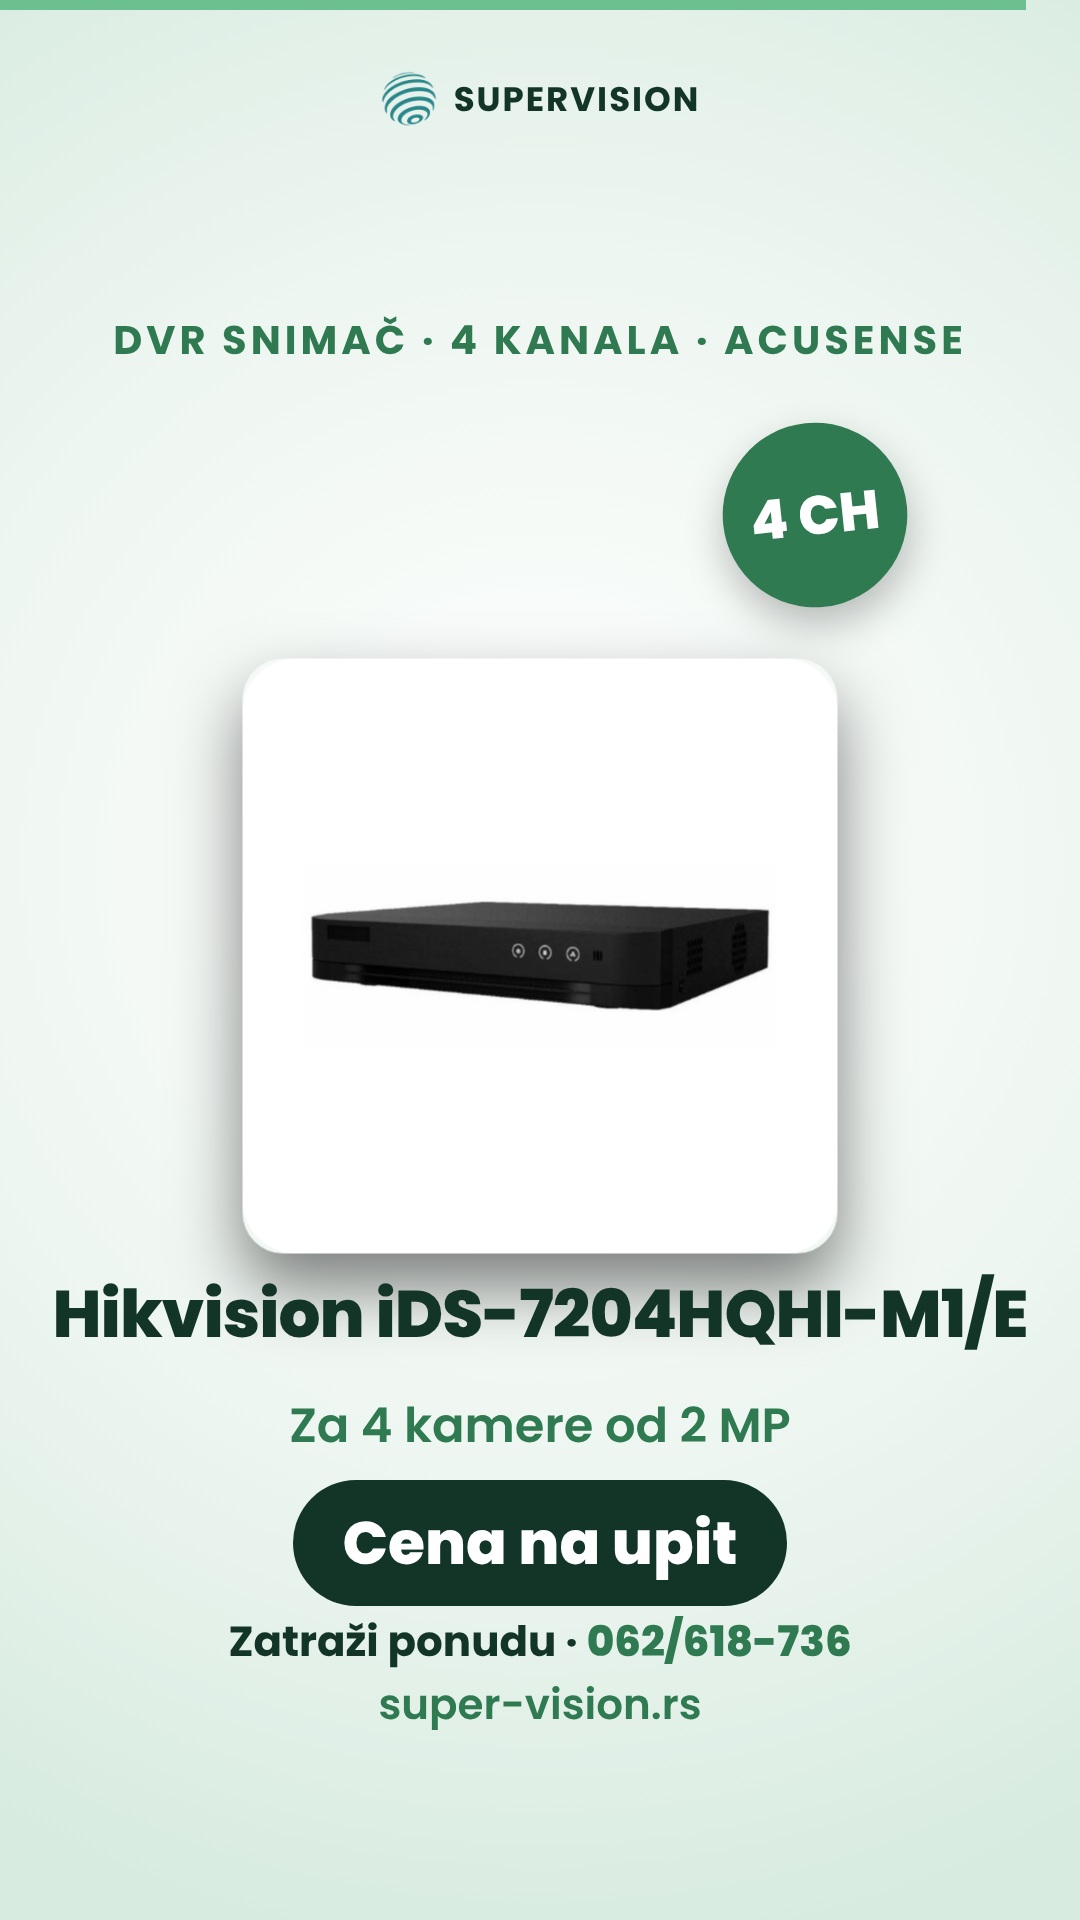 SUPERVISION
DVR SNIMAČ · 4 KANALA · ACUSENSE
4 CH
Hikvision iDS-7204HQHI-M1/E
Za 4 kamere od 2 MP
Cena na upit
Zatraži ponudu · 062/618-736
super-vision.rs